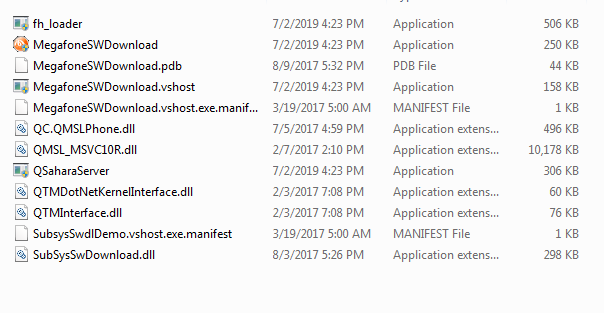 fh_loader 7/2/2019 4:23 PM Application 506 KB
MegafoneSWDownload 7/2/2019 4:23 PM Application 250 KB
MegafoneSWDownload.pdb 8/9/2017 5:32 PM PDB File 44 KB
MegafoneSWDownload.vshost 7/2/2019 4:23 PM Application 158 KB
MegafoneSWDownload.vshost.exe.manif... 3/19/2017 5:00 AM MANIFEST File 1 KB
QC.QMSLPhone.dll 7/5/2017 4:59 PM Application extens... 496 KB
QMSL_MSVC10R.dll 2/7/2017 2:10 PM Application extens... 10,178 KB
QSaharaServer 7/2/2019 4:23 PM Application 306 KB
QTMDotNetKernelInterface.dll 2/3/2017 7:08 PM Application extens... 60 KB
QTMInterface.dll 2/3/2017 7:08 PM Application extens... 76 KB
SubsysSwdlDemo.vshost.exe.manifest 3/19/2017 5:00 AM MANIFEST File 1 KB
SubSysSwDownload.dll 8/3/2017 5:26 PM Application extens... 298 KB